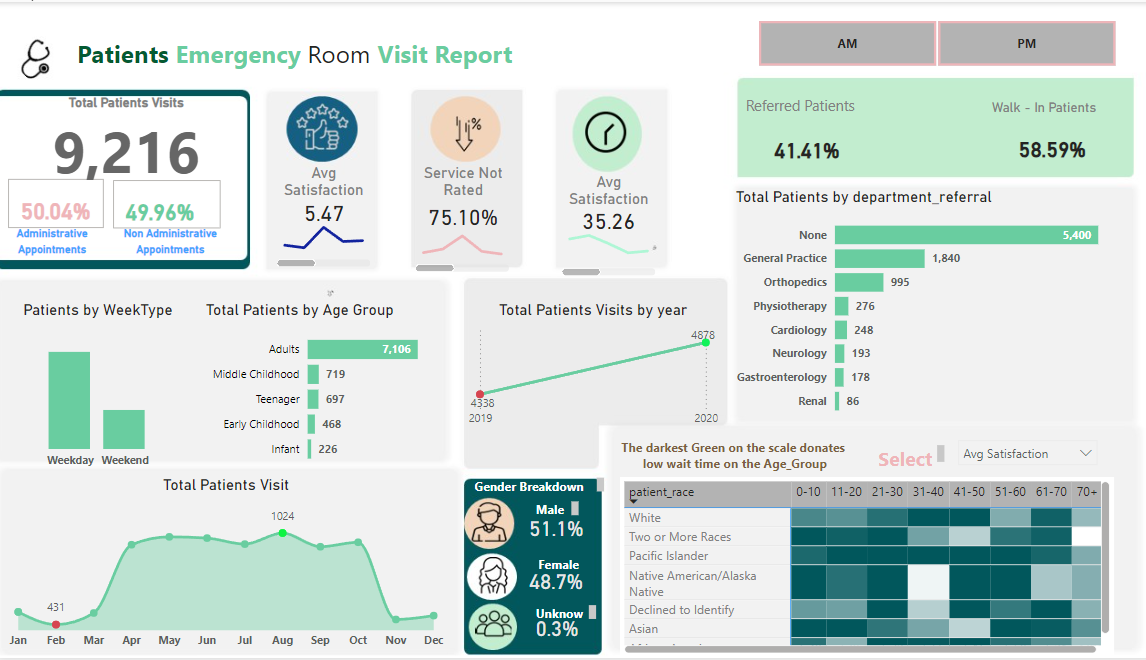 Patients Emergency Room Visit Report
AM
PM
Total Patients Visits
9,216
50.04%
Administrative
Appointments
49.96%
Non Administrative
Appointments
Avg
Satisfaction
5.47
%
Service Not
Rated
75.10%
Avg
Satisfaction
35.26
Referred Patients
41.41%
Walk - In Patients
58.59%
Total Patients by department_referral
None 5,400
General Practice 1,840
Orthopedics 995
Physiotherapy 276
Cardiology 248
Neurology 193
Gastroenterology 178
Renal 86
Patients by WeekType
Weekday Weekend
Total Patients by Age Group
Adults 7,106
Middle Childhood 719
Teenager 697
Early Childhood 468
Infant 226
Total Patients Visits by year
4878
4338
2019 2020
Total Patients Visit
1024
431
Jan Feb Mar Apr May Jun Jul Aug Sep Oct Nov Dec
Gender Breakdown
Male
51.1%
Female
48.7%
Unknow
0.3%
The darkest Green on the scale donates
low wait time on the Age_Group
Select
Avg Satisfaction
patient_race 0-10 11-20 21-30 31-40 41-50 51-60 61-70 70+
White
Two or More Races
Pacific Islander
Native American/Alaska
Native
Declined to Identify
Asian